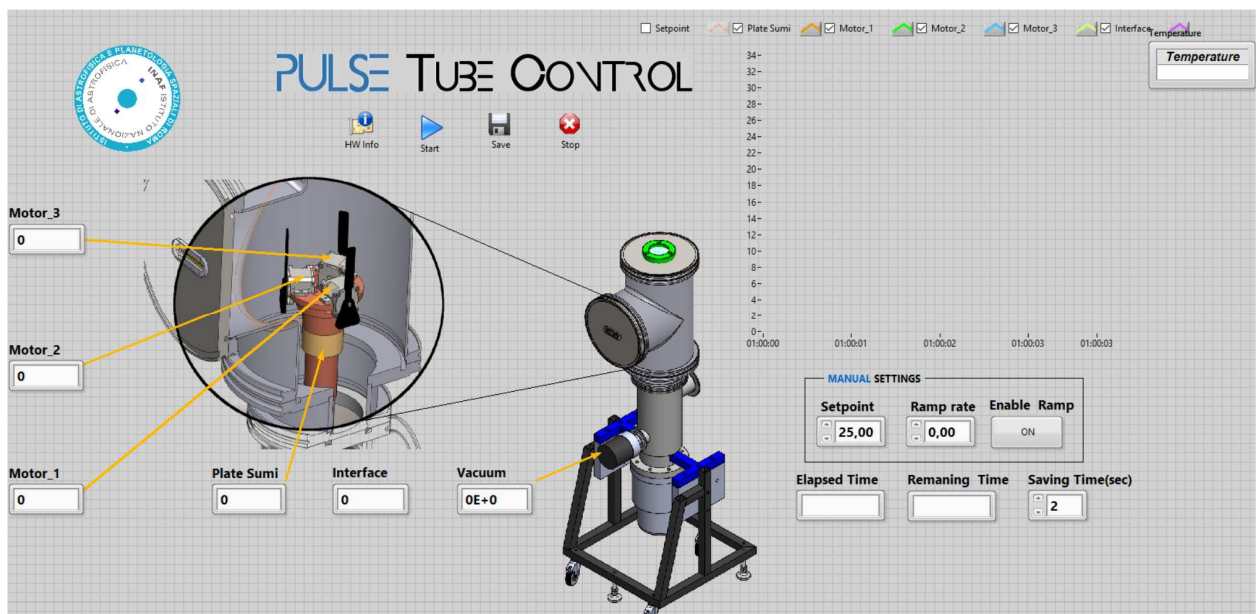 Setpoint Plate Sumi Motor_1 Motor_2 Motor_3 Interface Temperature
Temperature
ISTITUTO DI ASTROFISICA E PLANETOLOGIA SPAZIALI DI ROMA
INAF ISTITUTO NAZIONALE DI ASTROFISICA
PULSE TUBE CONTROL
HW Info Start Save Stop
34
32
30
28
26
24
22
20
18
16
14
12
10
8
6
4
2
0
01:00:00 01:00:01 01:00:02 01:00:03 01:00:03
Motor_3
0
Motor_2
0
Motor_1
0
Plate Sumi
0
Interface
0
Vacuum
0E+0
MANUAL SETTINGS
Setpoint Ramp rate Enable Ramp
25,00 0,00 ON
Elapsed Time Remaning Time Saving Time(sec)
2